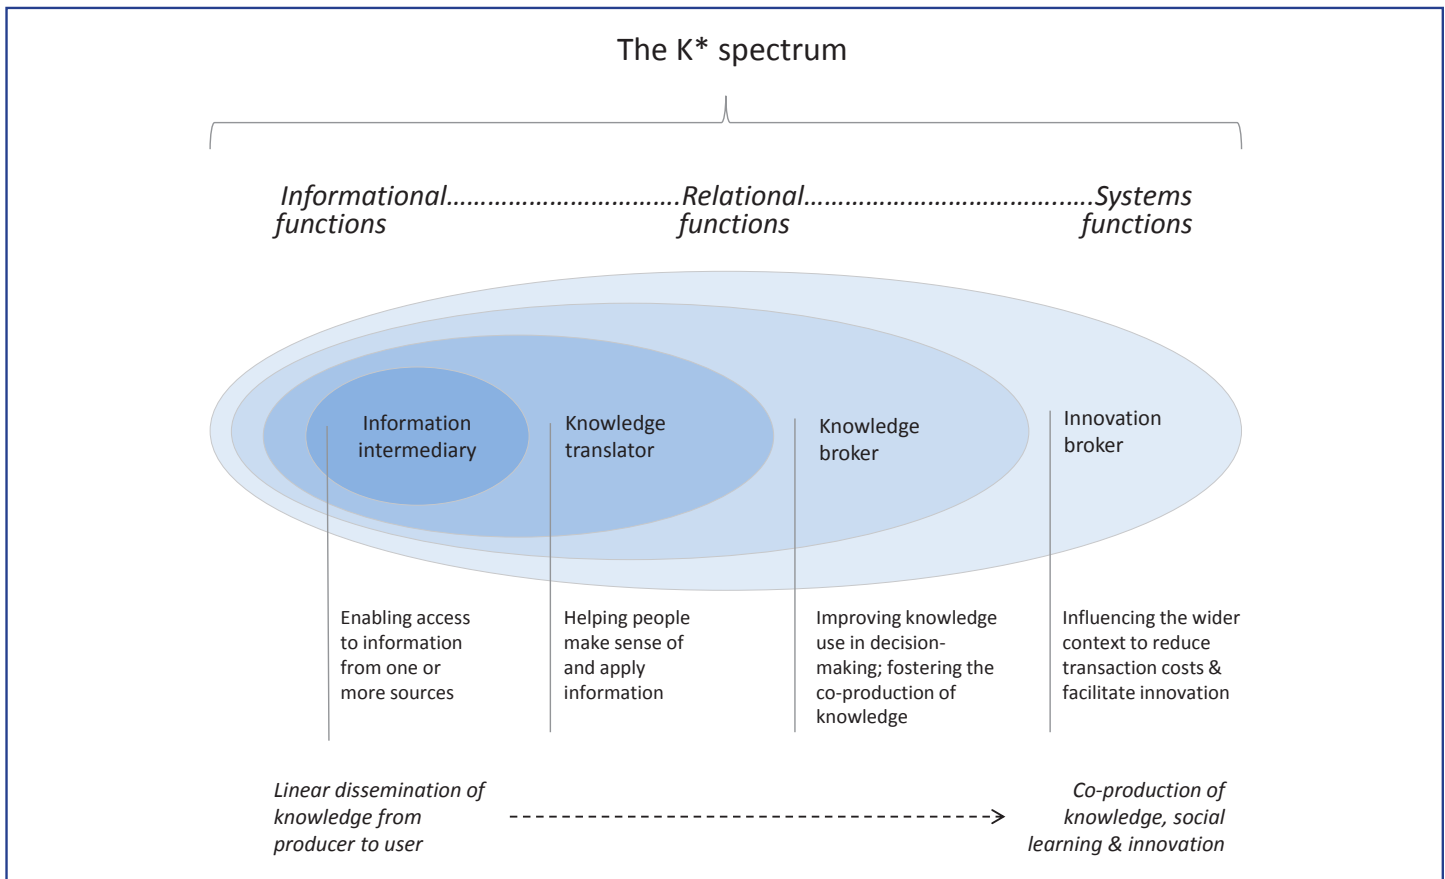 The K* spectrum
Informational……………………………….Relational………………………………………..…..Systems
functions functions functions
Information
intermediary
Knowledge
translator
Knowledge
broker
Innovation
broker
Enabling access
to information
from one or
more sources
Helping people
make sense of
and apply
information
Improving knowledge
use in decision-
making; fostering the
co-production of
knowledge
Influencing the wider
context to reduce
transaction costs &
facilitate innovation
Linear dissemination of
knowledge from
producer to user
Co-production of
knowledge, social
learning & innovation